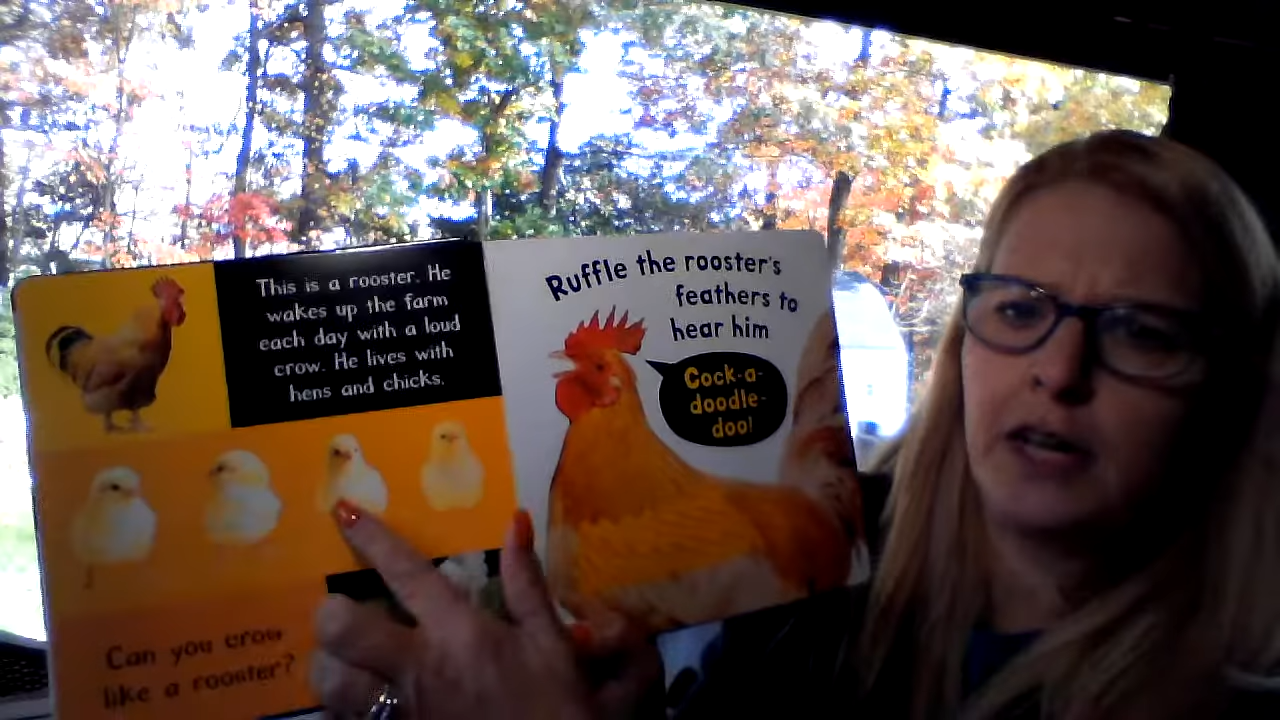 This is a rooster. He
wakes up the farm
each day with a loud
crow. He lives with
hens and chicks.
Can you crow
like a rooster?
Ruffle the rooster's
feathers to
hear him
Cock-a-
doodle-
doo!